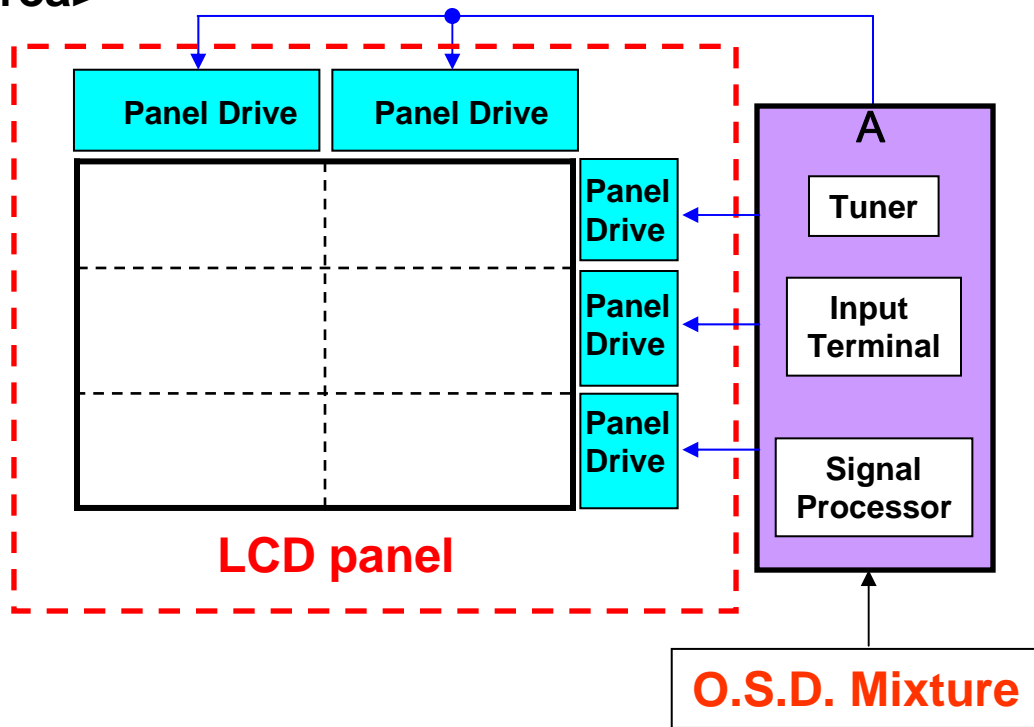 Panel Drive
Panel Drive
A
Panel
Drive
Tuner
Panel
Drive
Input
Terminal
Panel
Drive
Signal
Processor
LCD panel
O.S.D. Mixture